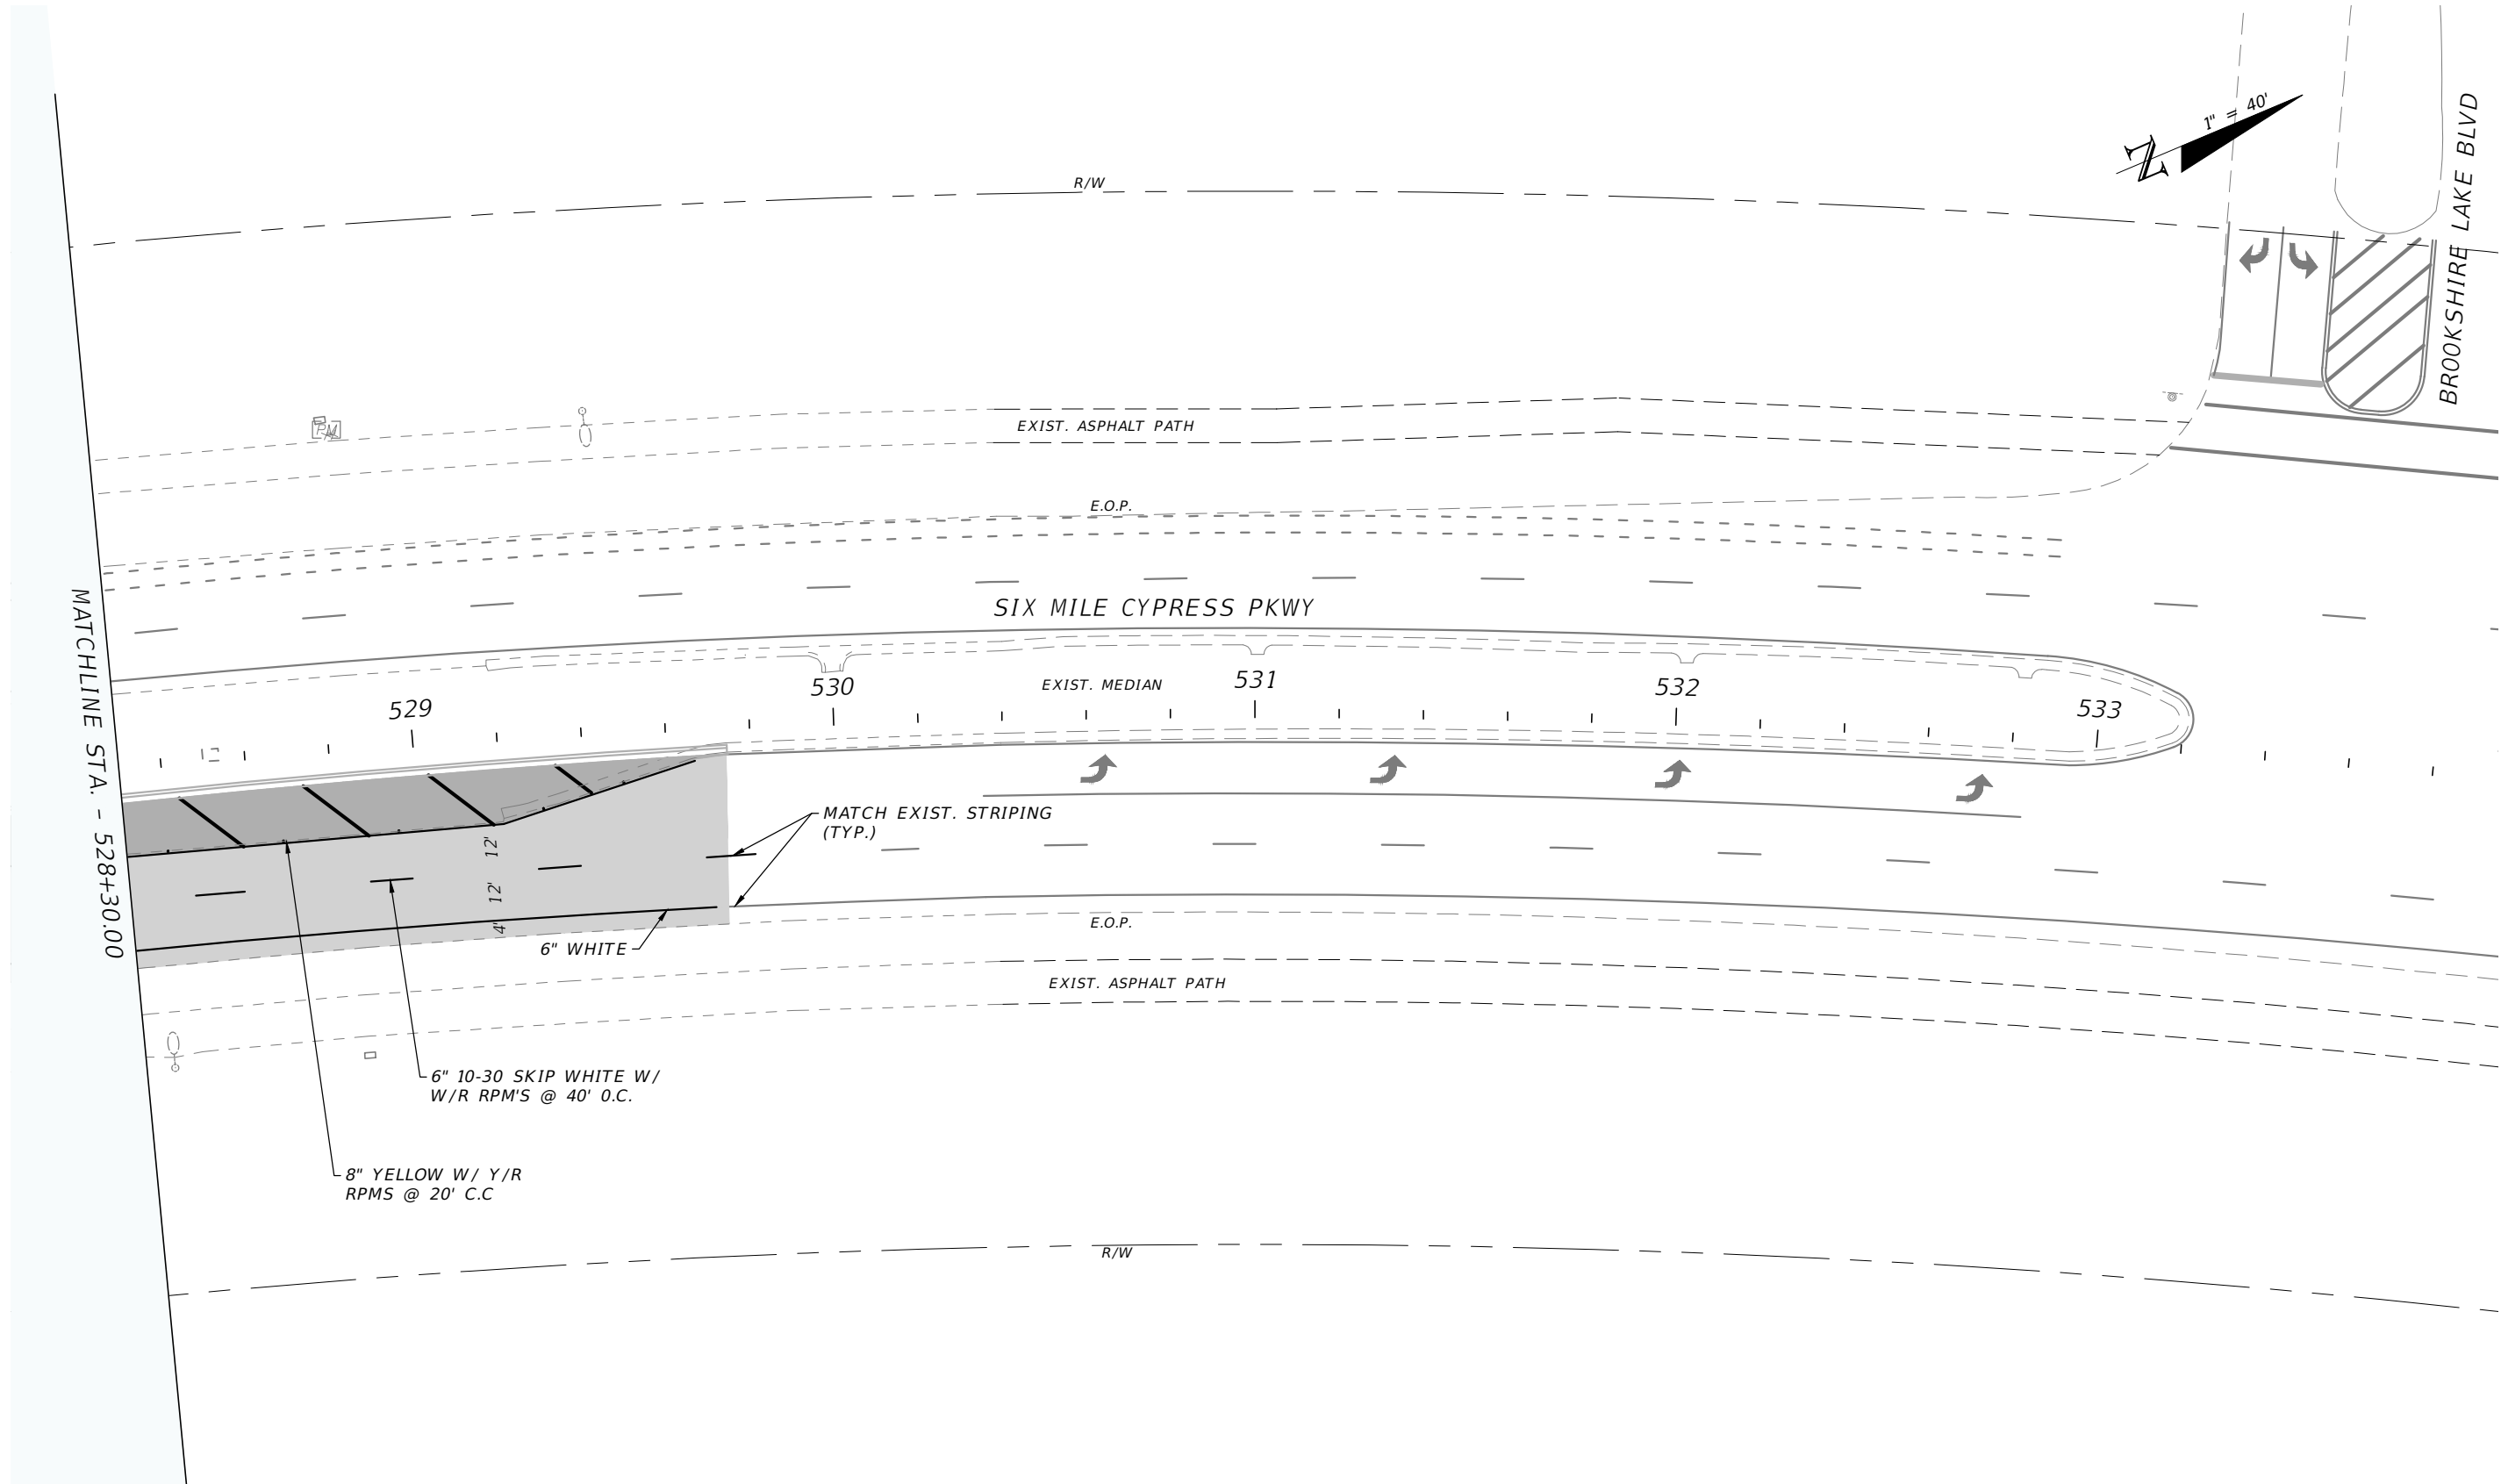 1" = 40'
N
BROOKSHIRE LAKE BLVD
R/W
PM
EXIST. ASPHALT PATH
E.O.P.
SIX MILE CYPRESS PKWY
MATCHLINE STA. - 528+30.00
529
530
531
532
533
EXIST. MEDIAN
MATCH EXIST. STRIPING
(TYP.)
12'
12'
4'
6" WHITE
E.O.P.
EXIST. ASPHALT PATH
6" 10-30 SKIP WHITE W/
W/R RPM'S @ 40' O.C.
8" YELLOW W/ Y/R
RPMS @ 20' C.C
R/W